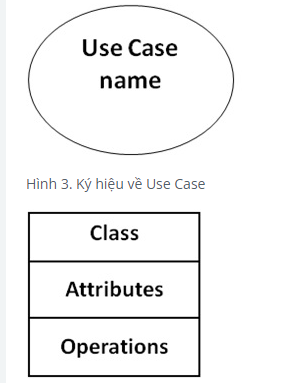 Use Case
name
Hình 3. Ký hiệu về Use Case
Class
Attributes
Operations